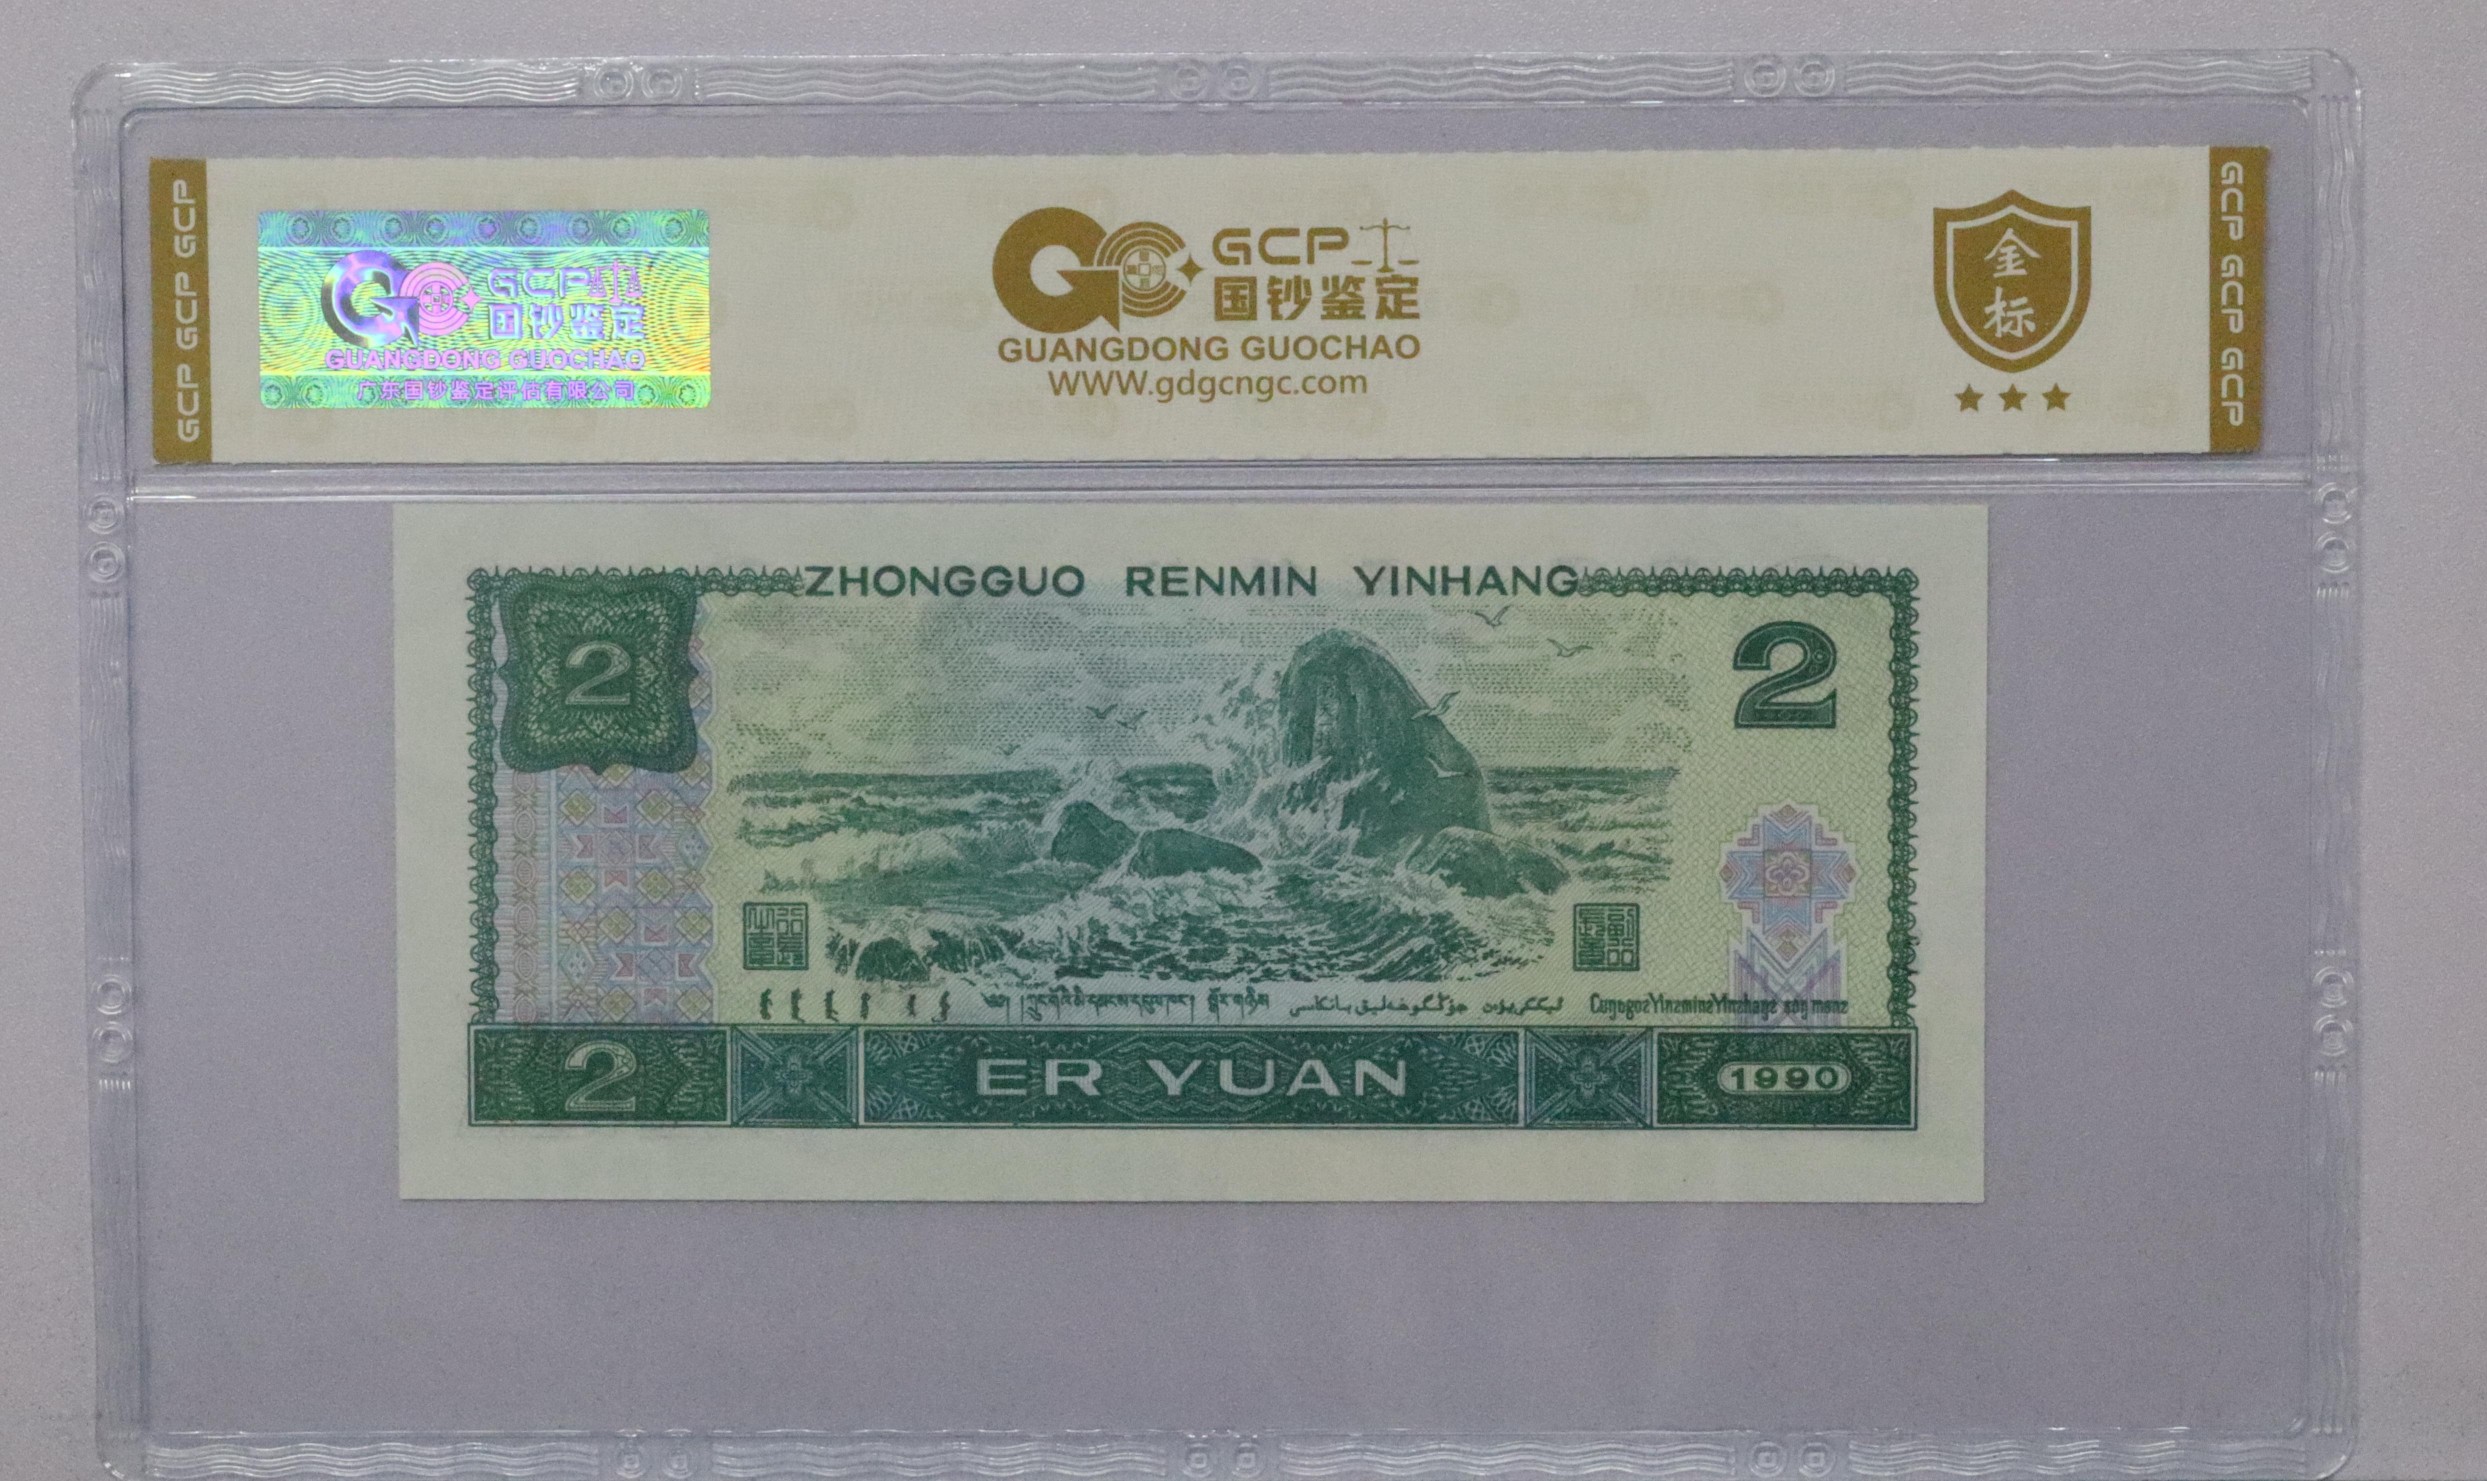 GCP GCP GCP
GCP
国钞鉴定
GUANGDONG GUOCHAO
广东国钞鉴定评估有限公司
GCP
国钞鉴定
GUANGDONG GUOCHAO
WWW.gdgcngc.com
金
标
GCP GCP GCP
ZHONGGUO RENMIN YINHANG
2
2
2
ER YUAN
1990